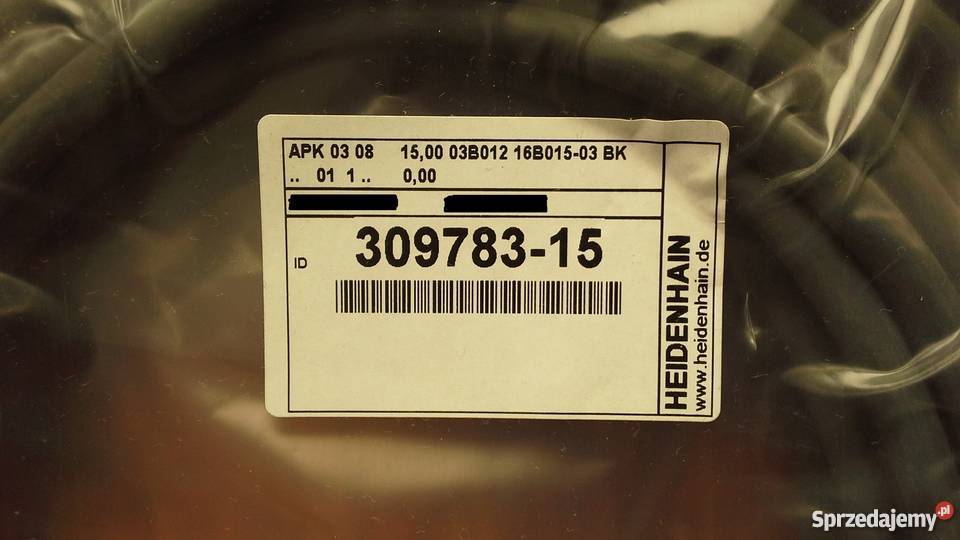 APK 03 08 15,00 03B012 16B015-03 BK
.. 01 1 .. 0,00
ID 309783-15
HEIDENHAIN
www.heidenhain.de
Sprzedajemy.pl